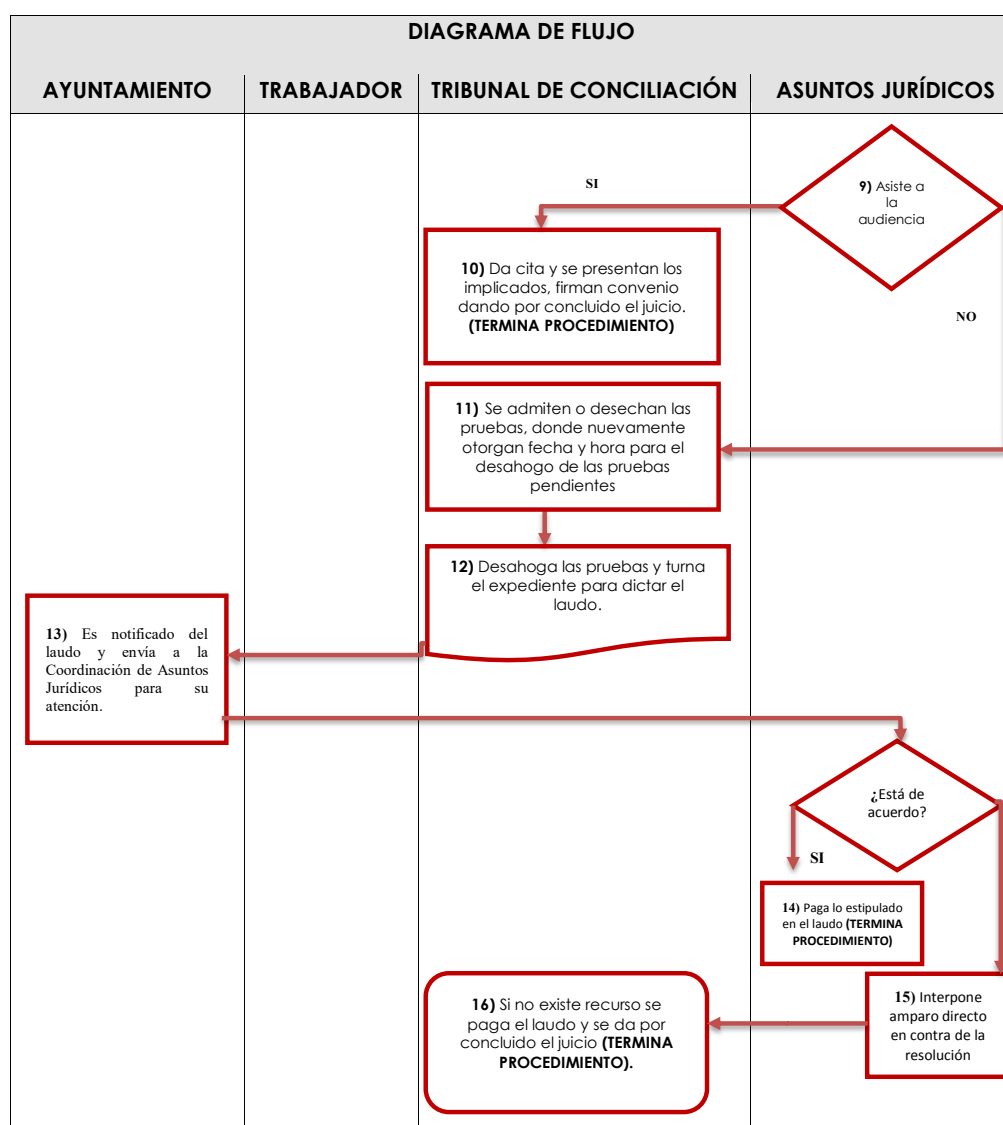 DIAGRAMA DE FLUJO
AYUNTAMIENTO
TRABAJADOR
TRIBUNAL DE CONCILIACIÓN
ASUNTOS JURÍDICOS
9) Asiste a
la
audiencia
SI
NO
10) Da cita y se presentan los
implicados, firman convenio
dando por concluido el juicio.
(TERMINA PROCEDIMIENTO)
11) Se admiten o desechan las
pruebas, donde nuevamente
otorgan fecha y hora para el
desahogo de las pruebas
pendientes
12) Desahoga las pruebas y turna
el expediente para dictar el
laudo.
13) Es notificado del
laudo y envía a la
Coordinación de Asuntos
Jurídicos para su
atención.
¿Está de
acuerdo?
SI
14) Paga lo estipulado
en el laudo (TERMINA
PROCEDIMIENTO)
15) Interpone
amparo directo
en contra de la
resolución
16) Si no existe recurso se
paga el laudo y se da por
concluido el juicio (TERMINA
PROCEDIMIENTO).